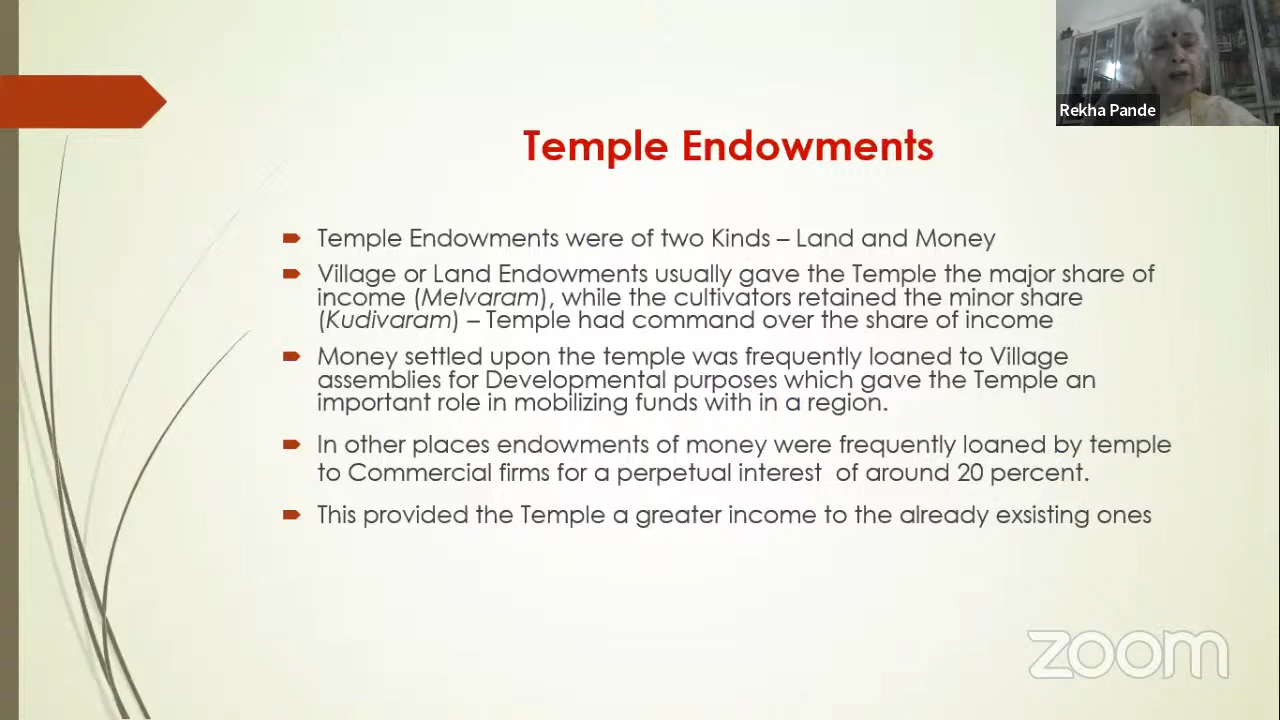 Rekha Pande
Temple Endowments
Temple Endowments were of two Kinds – Land and Money
Village or Land Endowments usually gave the Temple the major share of
income (Melvaram), while the cultivators retained the minor share
(Kudivaram) – Temple had command over the share of income
Money settled upon the temple was frequently loaned to Village
assemblies for Developmental purposes which gave the Temple an
important role in mobilizing funds with in a region.
In other places endowments of money were frequently loaned by temple
to Commercial firms for a perpetual interest of around 20 percent.
This provided the Temple a greater income to the already exsisting ones
zoom